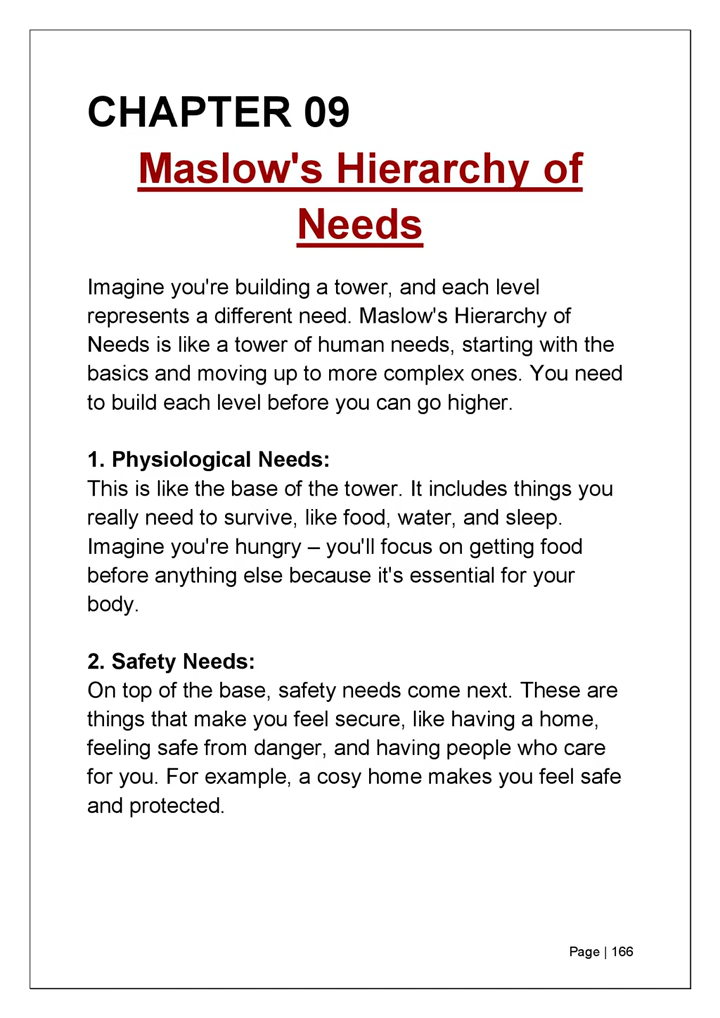 CHAPTER 09
Maslow's Hierarchy of
Needs
Imagine you're building a tower, and each level
represents a different need. Maslow's Hierarchy of
Needs is like a tower of human needs, starting with the
basics and moving up to more complex ones. You need
to build each level before you can go higher.
1. Physiological Needs:
This is like the base of the tower. It includes things you
really need to survive, like food, water, and sleep.
Imagine you're hungry – you'll focus on getting food
before anything else because it's essential for your
body.
2. Safety Needs:
On top of the base, safety needs come next. These are
things that make you feel secure, like having a home,
feeling safe from danger, and having people who care
for you. For example, a cosy home makes you feel safe
and protected.
Page | 166